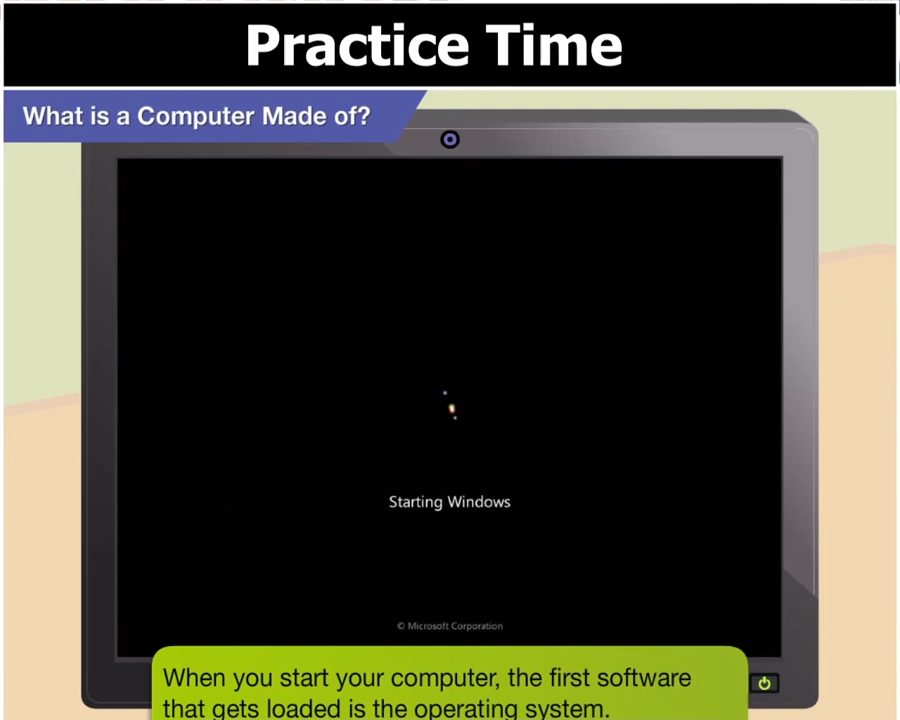 Practice Time
What is a Computer Made of?
Starting Windows
© Microsoft Corporation
When you start your computer, the first software
that gets loaded is the operating system.